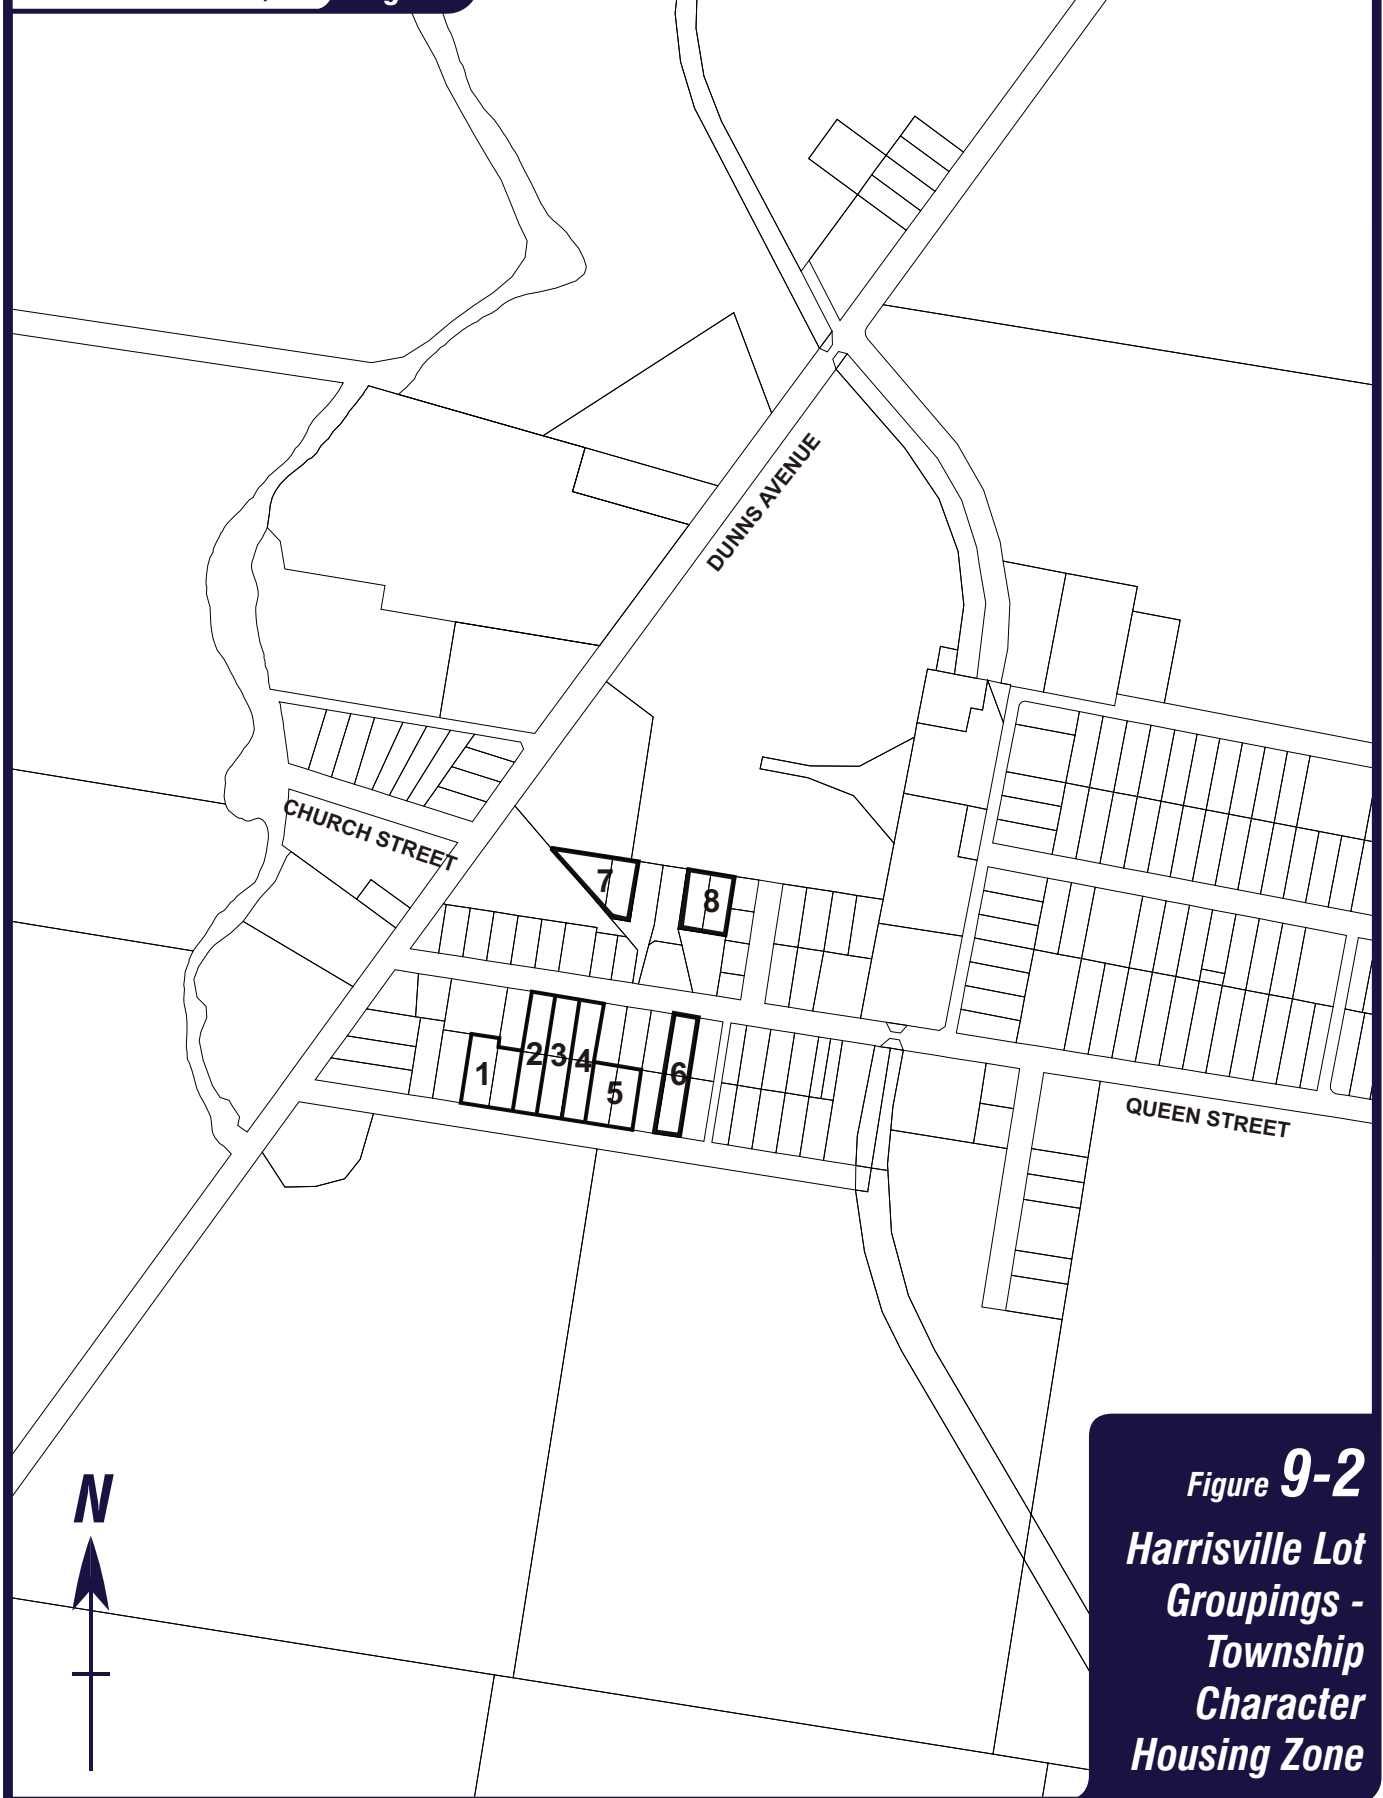 DUNNS AVENUE
CHURCH STREET
7
8
1
2
3
4
5
6
QUEEN STREET
N
Figure 9-2
Harrisville Lot
Groupings -
Township
Character
Housing Zone